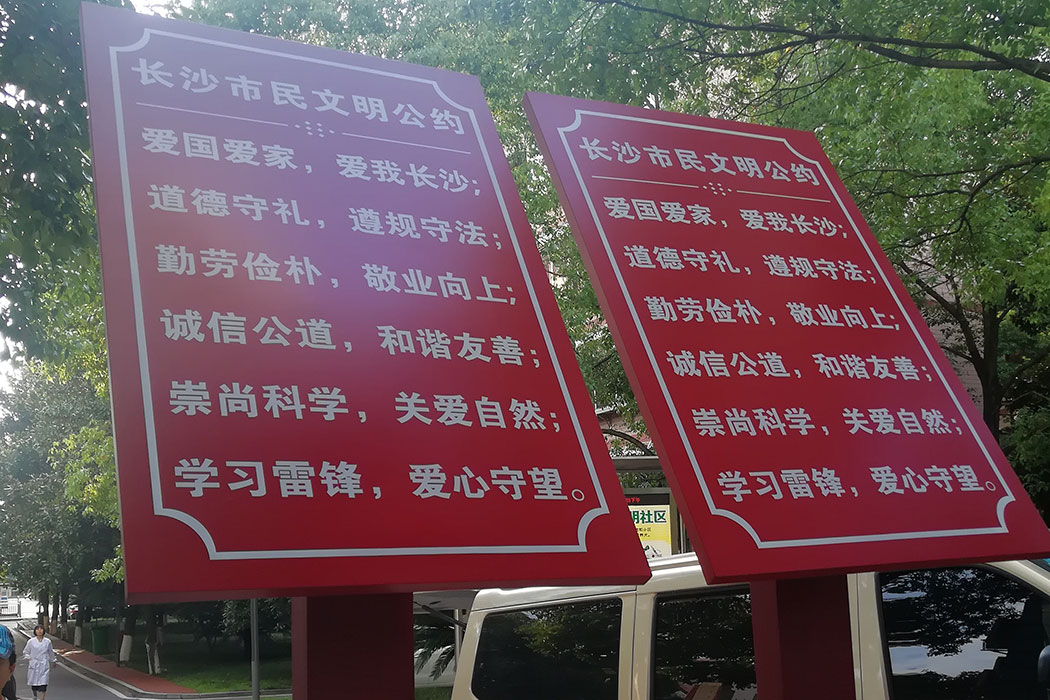 长沙市民文明公约
爱国爱家，爱我长沙；
道德守礼，遵规守法；
勤劳俭朴，敬业向上；
诚信公道，和谐友善；
崇尚科学，关爱自然；
学习雷锋，爱心守望。
长沙市民文明公约
爱国爱家，爱我长沙；
道德守礼，遵规守法；
勤劳俭朴，敬业向上；
诚信公道，和谐友善；
崇尚科学，关爱自然；
学习雷锋，爱心守望。
明社区